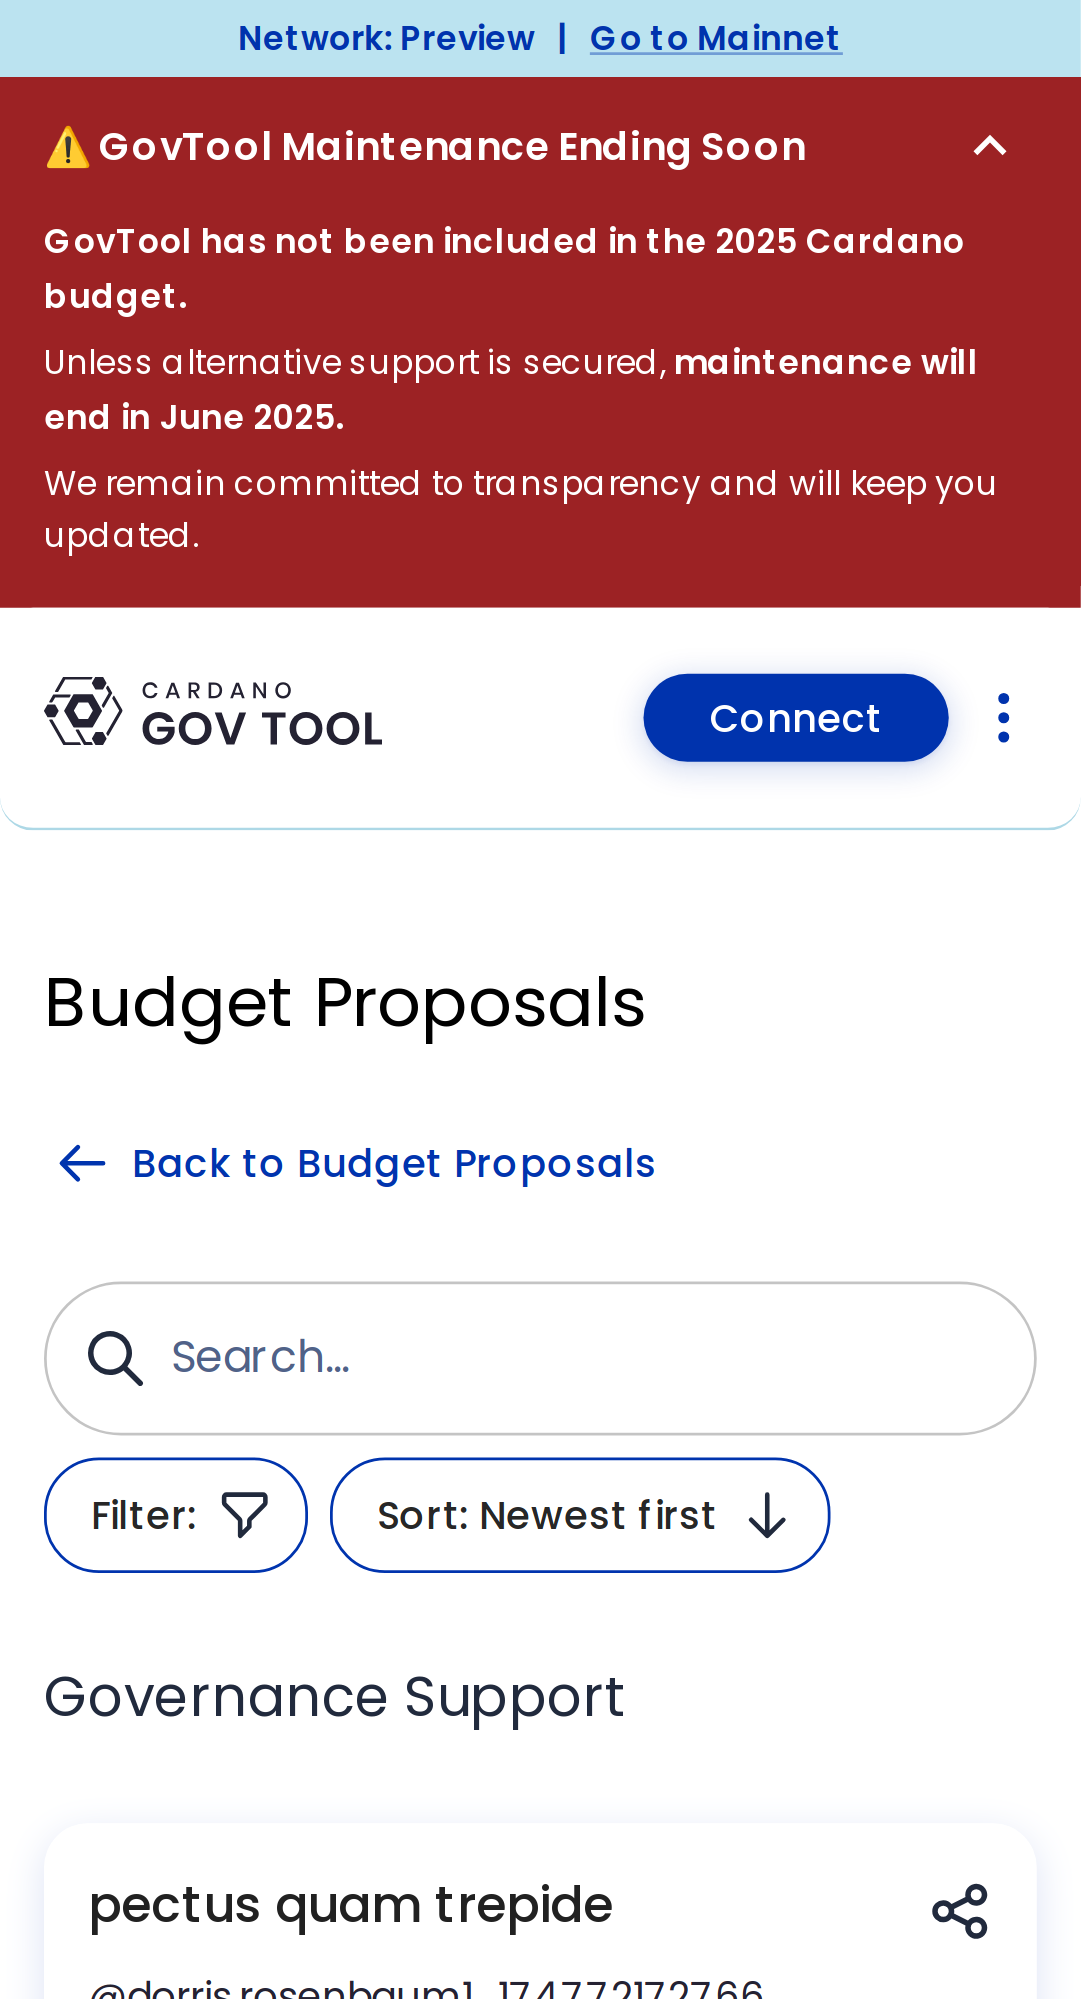 Network: Preview | Go to Mainnet
⚠️ GovTool Maintenance Ending Soon
GovTool has not been included in the 2025 Cardano
budget.
Unless alternative support is secured, maintenance will
end in June 2025.
We remain committed to transparency and will keep you
updated.
CARDANO
GOV TOOL
Connect
Budget Proposals
Back to Budget Proposals
Search...
Filter:
Sort: Newest first
Governance Support
pectus quam trepide
@dorris.rosenbaum1_174772172766